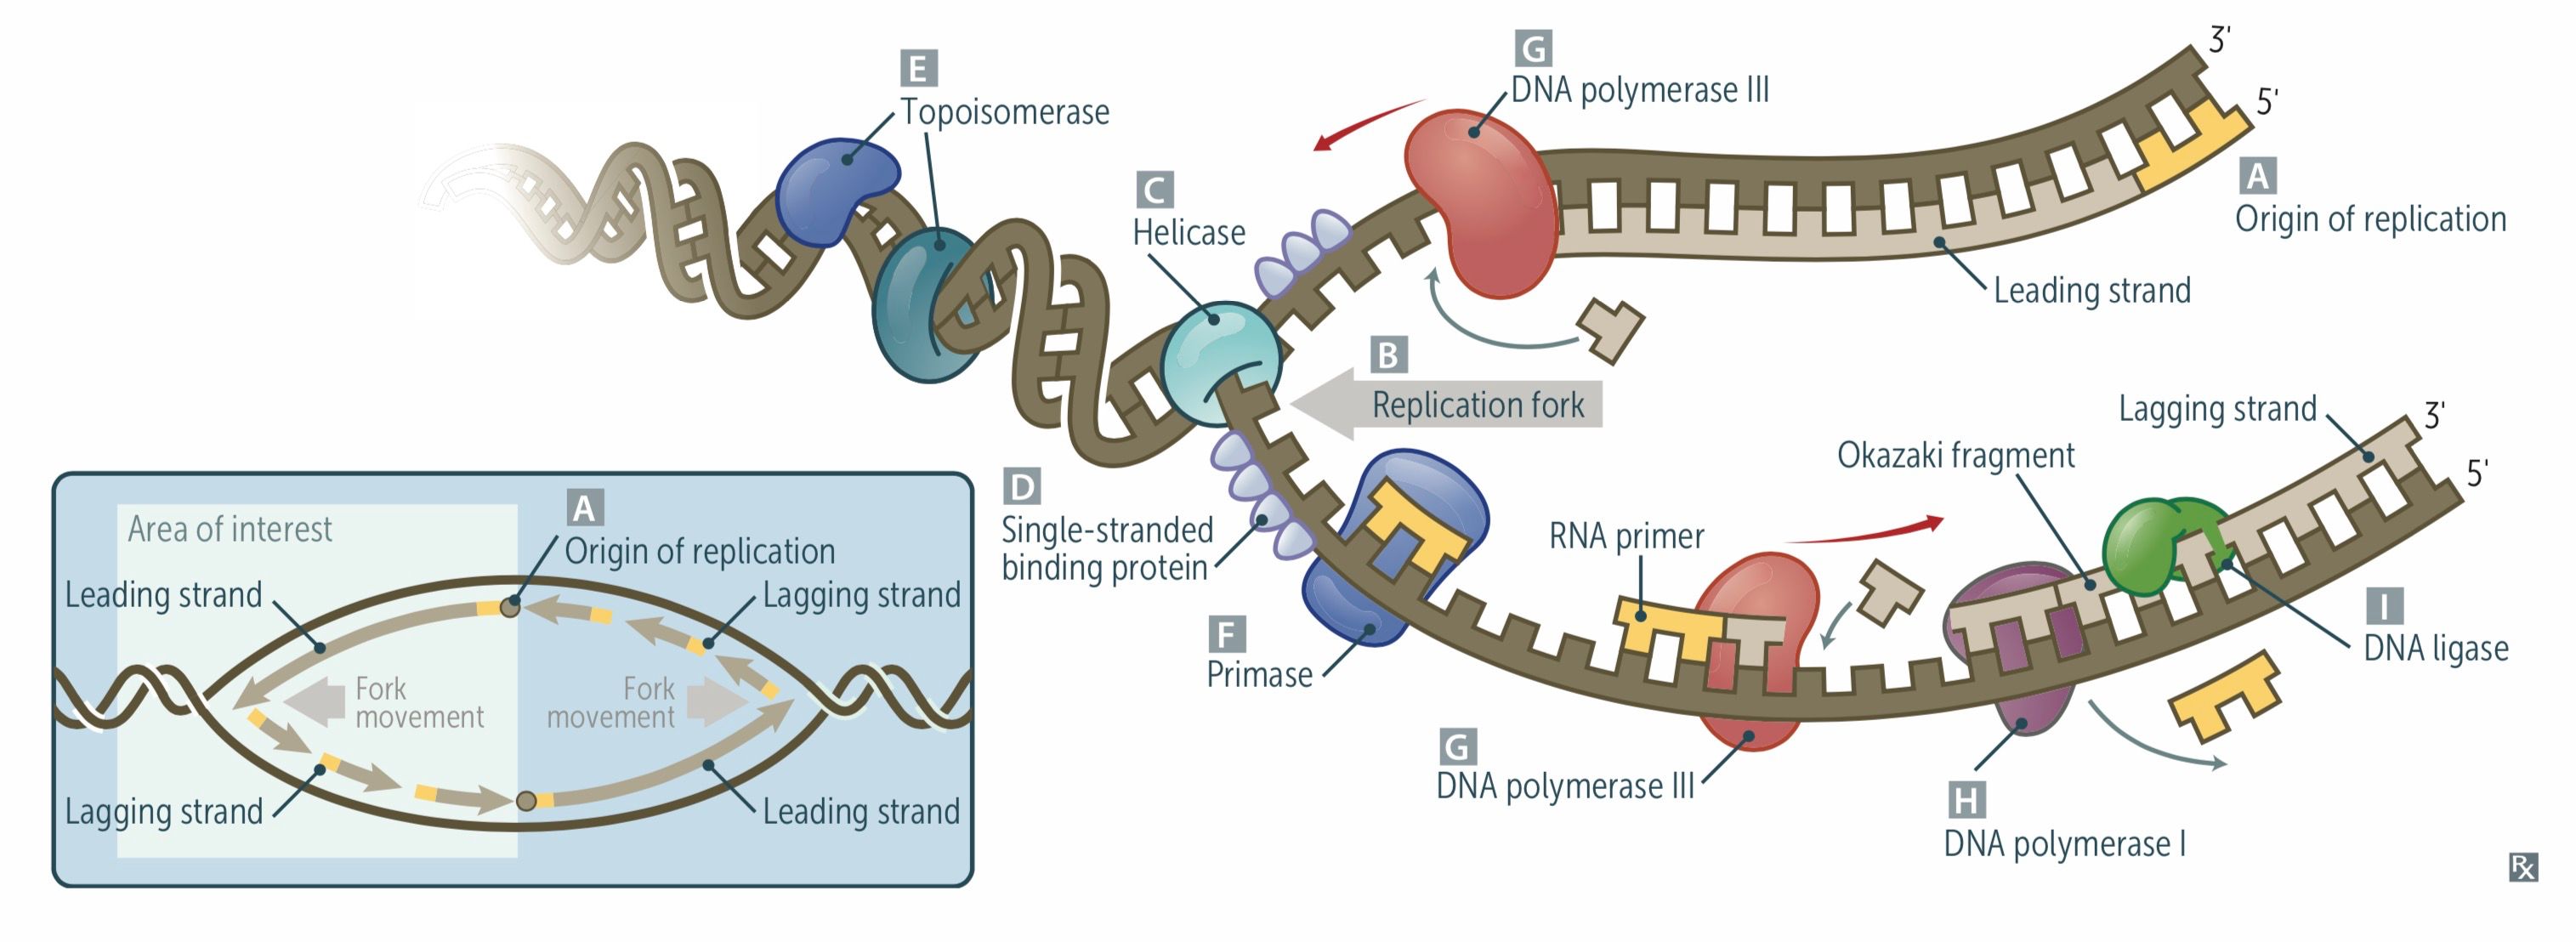 E
Topoisomerase
G
DNA polymerase III
3'
5'
A
Origin of replication
C
Helicase
Leading strand
B
Replication fork
Lagging strand
3'
5'
Okazaki fragment
D
Single-stranded
binding protein
RNA primer
F
Primase
I
DNA ligase
G
DNA polymerase III
H
DNA polymerase I
Area of interest
A
Origin of replication
Leading strand
Lagging strand
Fork
movement
Fork
movement
Lagging strand
Leading strand
Rx